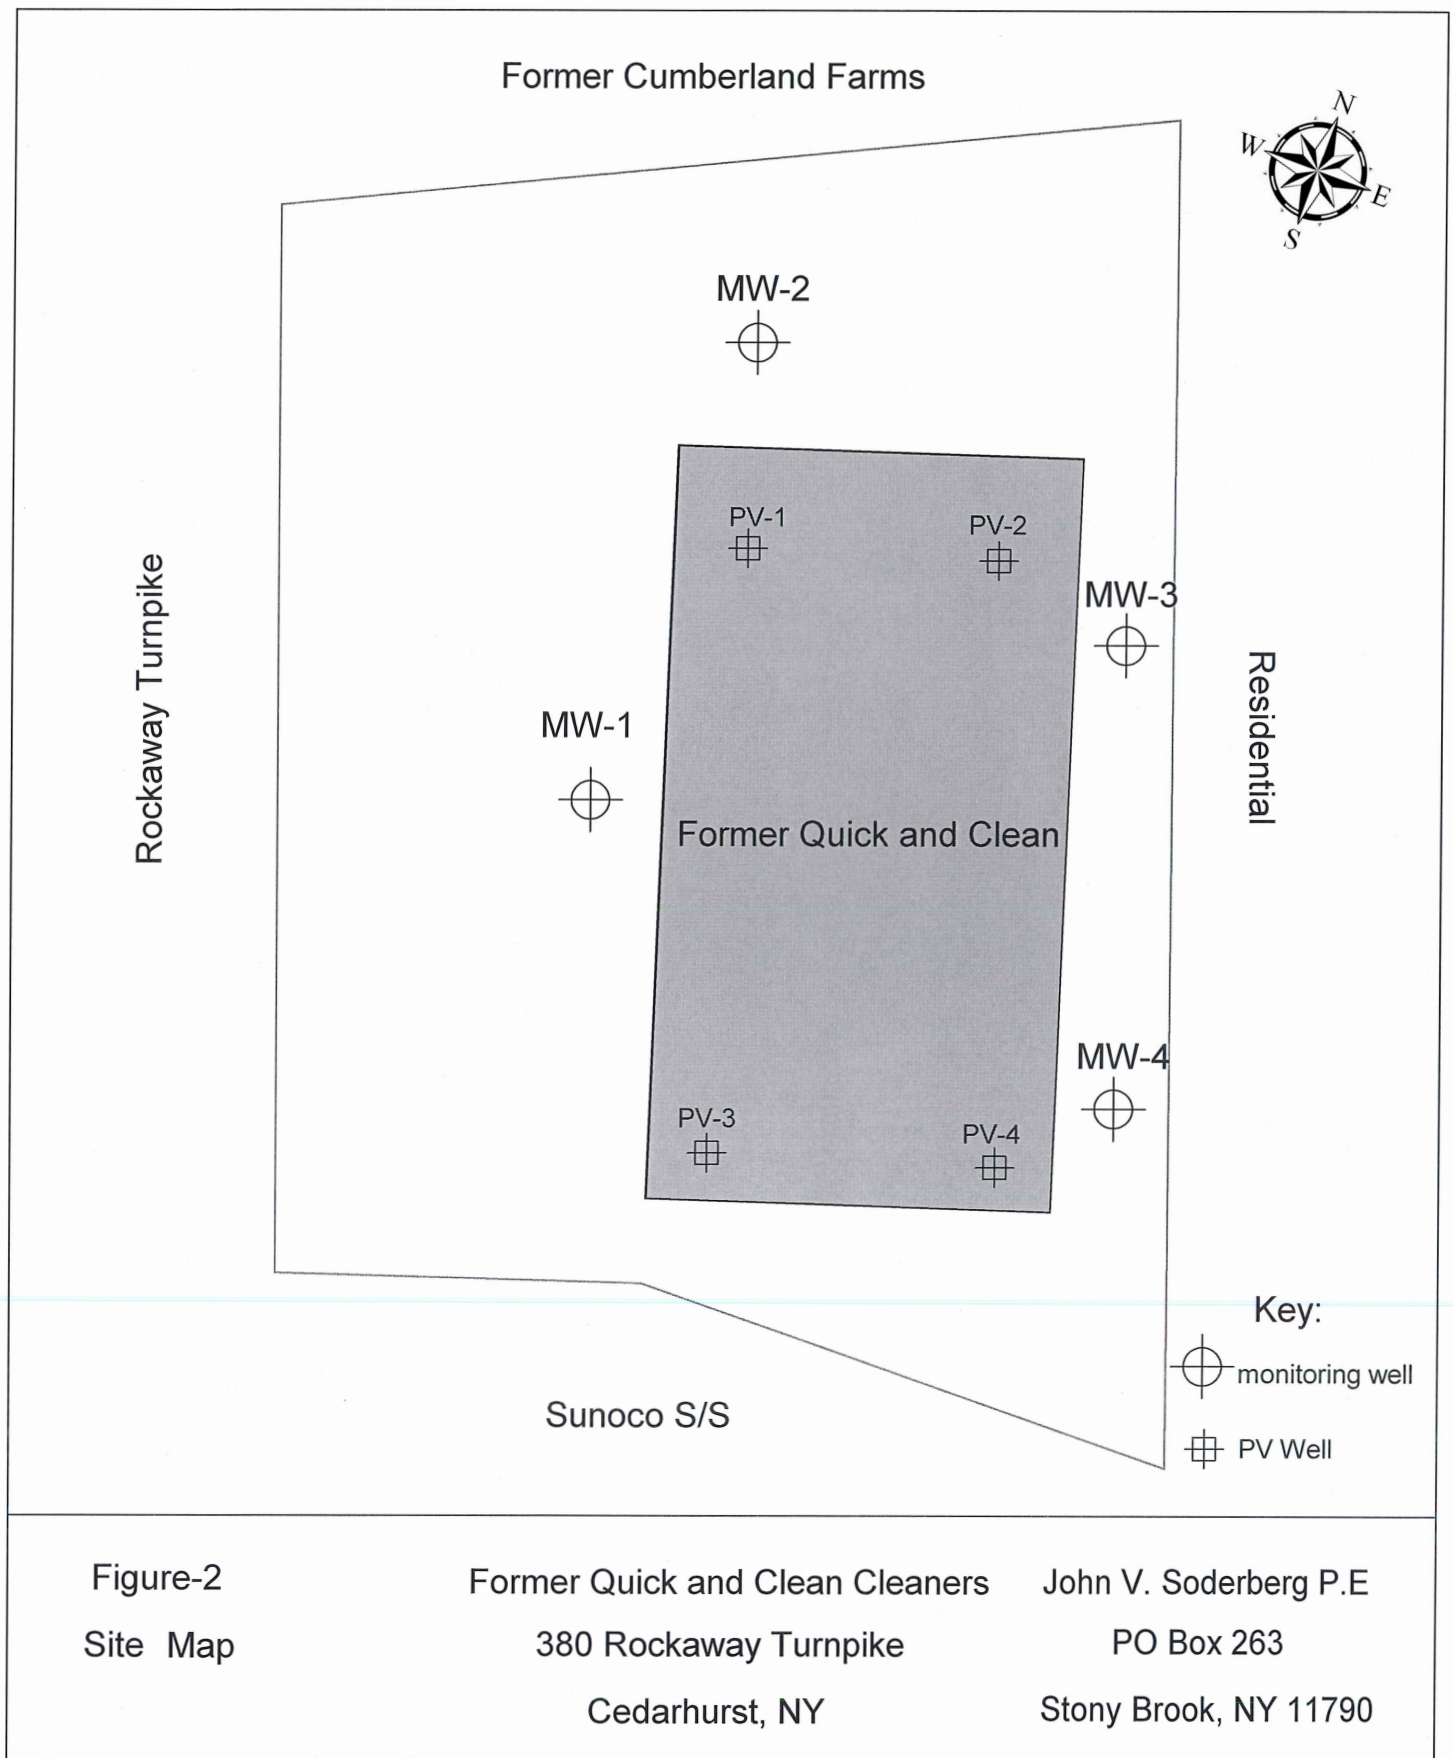 Former Cumberland Farms
N
W
E
S
MW-2
PV-1
PV-2
MW-3
Rockaway Turnpike
Residential
MW-1
Former Quick and Clean
MW-4
PV-3
PV-4
Key:
monitoring well
Sunoco S/S
PV Well
Figure-2
Site Map
Former Quick and Clean Cleaners
380 Rockaway Turnpike
Cedarhurst, NY
John V. Soderberg P.E
PO Box 263
Stony Brook, NY 11790